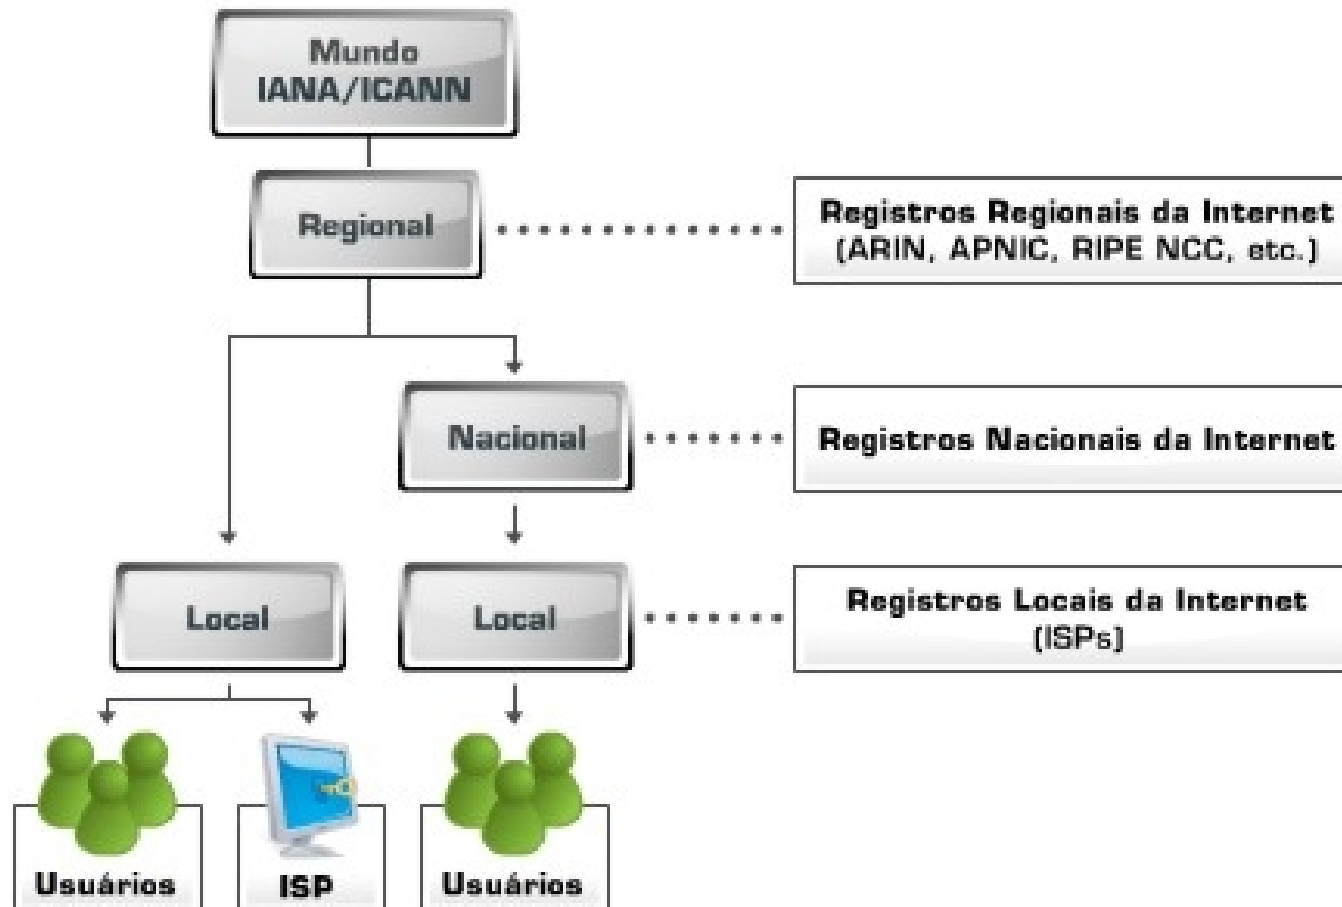 Mundo
IANA/ICANN
Regional
Registros Regionais da Internet
(ARIN, APNIC, RIPE NCC, etc.)
Nacional
Registros Nacionais da Internet
Local
Local
Registros Locais da Internet
(ISPs)
Usuários
ISP
Usuários